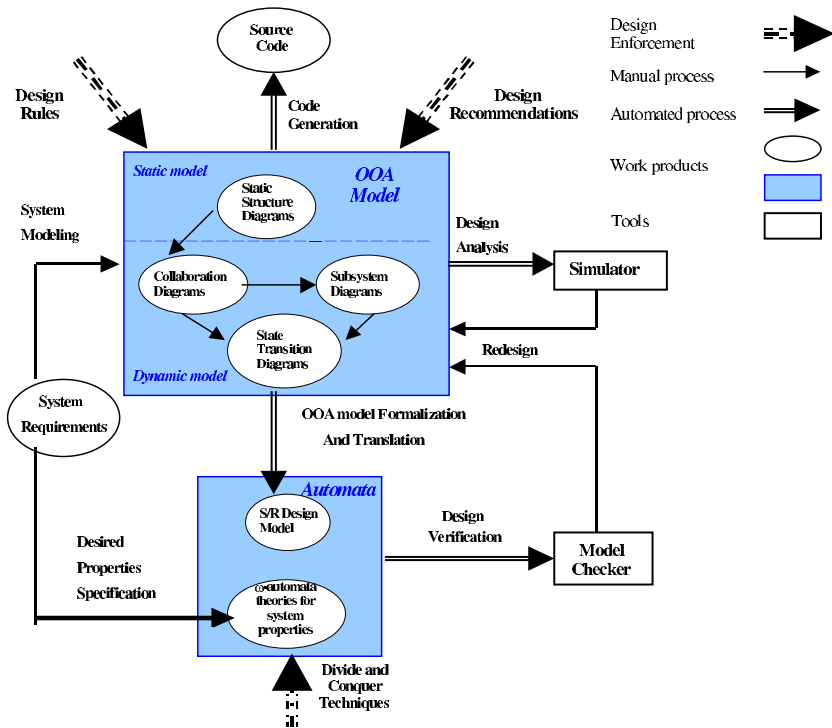 Source
Code
Design
Enforcement
Manual process
Automated process
Work products
Tools
Design
Rules
Code
Generation
Design
Recommendations
Static model
OOA
Model
Static
Structure
Diagrams
System
Modeling
Design
Analysis
Collaboration
Diagrams
Subsystem
Diagrams
Simulator
State
Transition
Diagrams
Dynamic model
Redesign
System
Requirements
OOA model Formalization
And Translation
Automata
S/R Design
Model
Design
Verification
Model
Checker
Desired
Properties
Specification
ω-automata
theories for
system
properties
Divide and
Conquer
Techniques